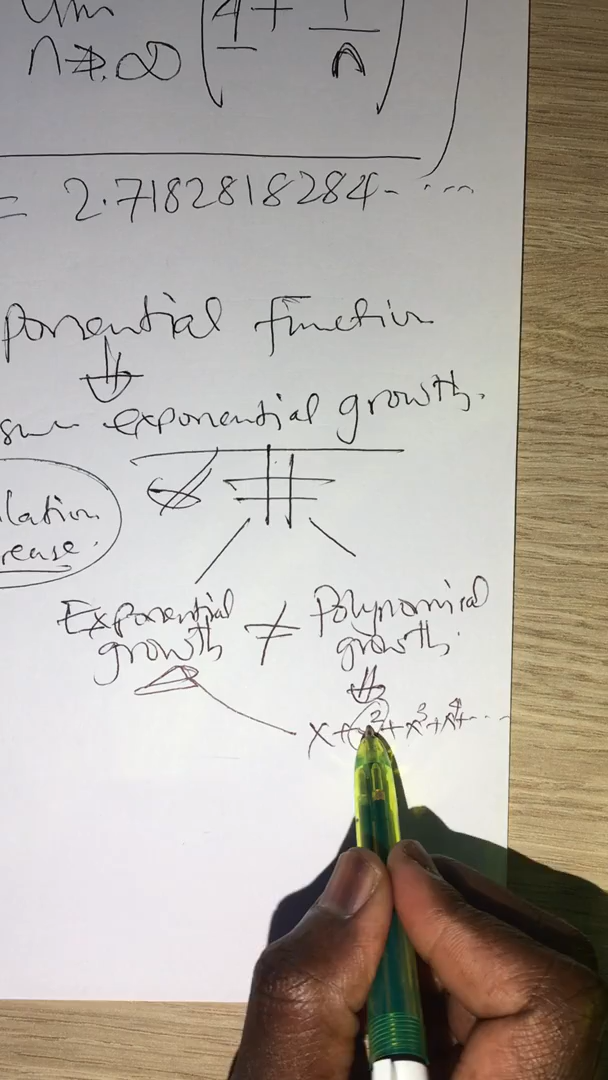 lim
n→∞ (1 + 1/n)
= 2.7182818284- ....
ponential function
exponential growth.
lation
rease.
Exponential growth ≠ Polynomial growth.
x + x² + x³ + x⁴ + ....